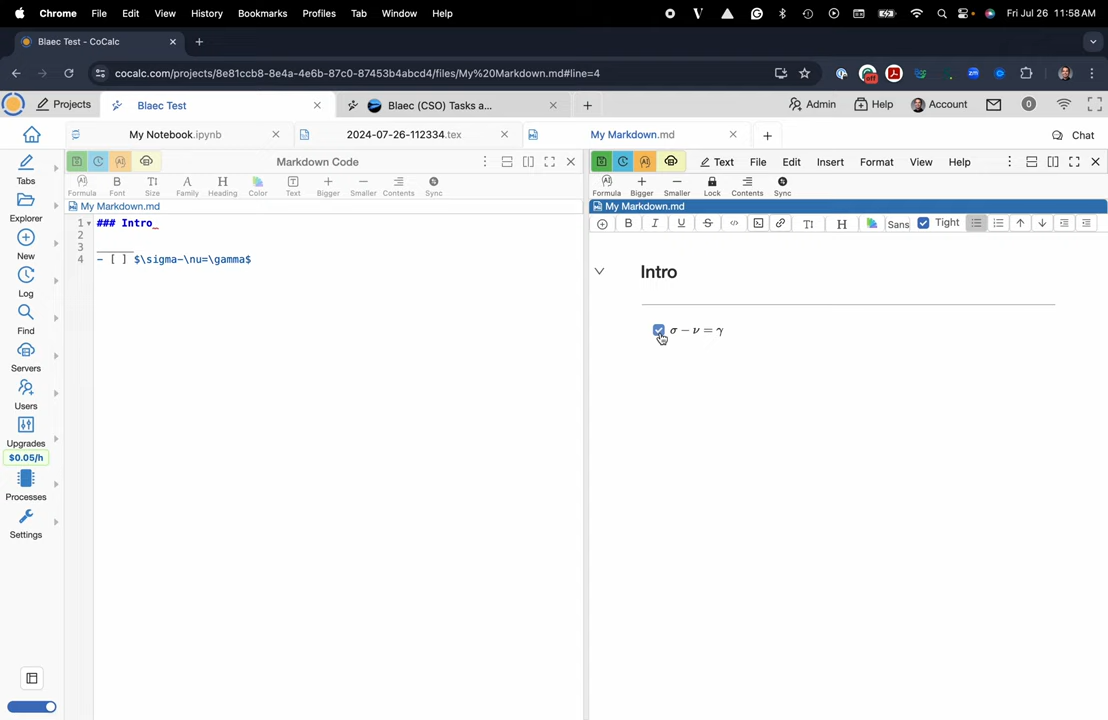 Chrome File Edit View History Bookmarks Profiles Tab Window Help Fri Jul 26 11:58 AM
Blaec Test - CoCalc
cocalc.com/projects/8e81ccb8-8e4a-4e6b-87c0-87453b4abcd4/files/My%20Markdown.md#line=4
off
zm
Projects Blaec Test Blaec (CSO) Tasks a... Admin Help Account 0
My Notebook.ipynb 2024-07-26-112334.tex My Markdown.md Chat
Markdown Code
Text File Edit Insert Format View Help
Formula Font Size Family Heading Color Text Bigger Smaller Contents Sync
Formula Bigger Smaller Lock Contents Sync
My Markdown.md
My Markdown.md
B I U S H Sans Tight
1 ### Intro_
2
3 ______
4 - [ ] $\sigma-\nu=\gamma$
Intro
σ − ν = γ
Tabs
Explorer
New
Log
Find
Files
Users
Upgrades
$0.05/h
Processes
Settings